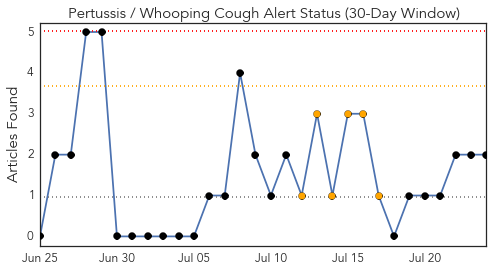 Pertussis / Whooping Cough Alert Status (30-Day Window)
Articles Found
5
4
3
2
1
0
Jun 25 Jun 30 Jul 05 Jul 10 Jul 15 Jul 20